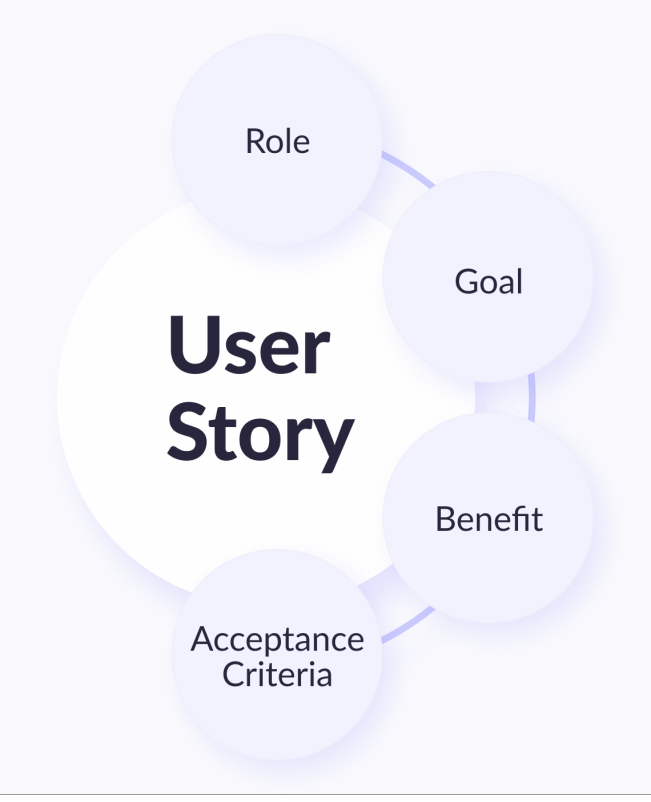 Role
Goal
User
Story
Benefit
Acceptance
Criteria